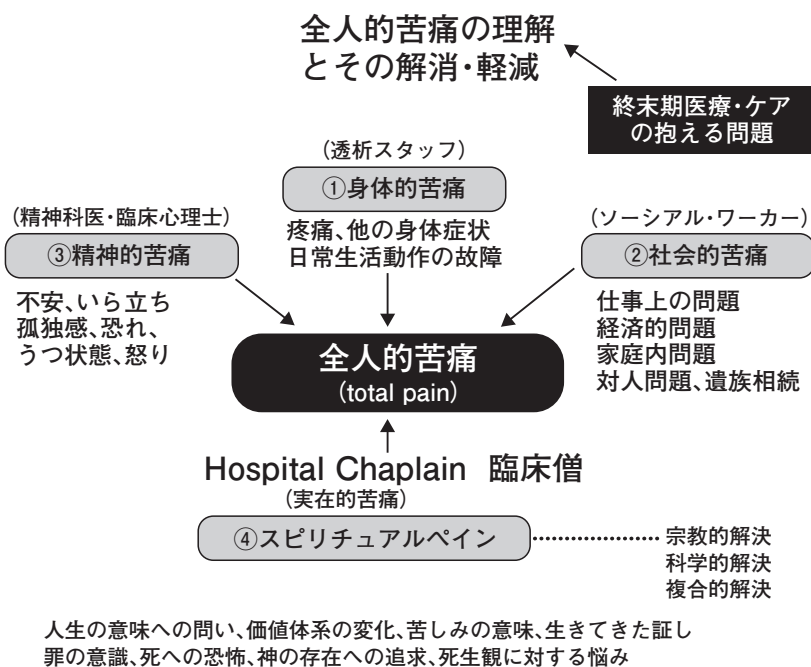 全人的苦痛の理解
とその解消・軽減
終末期医療・ケア
の抱える問題
(透析スタッフ)
①身体的苦痛
疼痛、他の身体症状
日常生活動作の故障
(精神科医・臨床心理士)
③精神的苦痛
不安、いら立ち
孤独感、恐れ、
うつ状態、怒り
(ソーシアル・ワーカー)
②社会的苦痛
仕事上の問題
経済的問題
家庭内問題
対人問題、遺族相続
全人的苦痛
(total pain)
Hospital Chaplain 臨床僧
(実在的苦痛)
④スピリチュアルペイン
宗教的解決
科学的解決
複合的解決
人生の意味への問い、価値体系の変化、苦しみの意味、生きてきた証し
罪の意識、死への恐怖、神の存在への追求、死生観に対する悩み